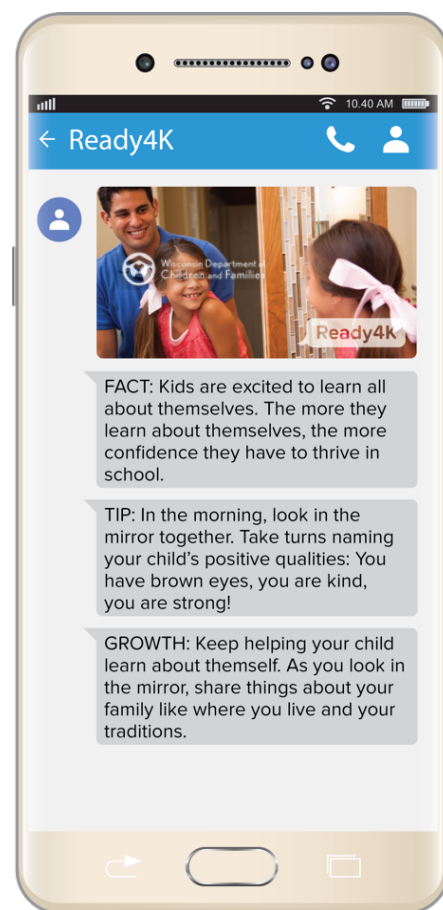 10.40 AM
Ready4K
Wisconsin Department of
Children and Families
Ready4K
FACT: Kids are excited to learn all
about themselves. The more they
learn about themselves, the more
confidence they have to thrive in
school.
TIP: In the morning, look in the
mirror together. Take turns naming
your child’s positive qualities: You
have brown eyes, you are kind,
you are strong!
GROWTH: Keep helping your child
learn about themself. As you look in
the mirror, share things about your
family like where you live and your
traditions.